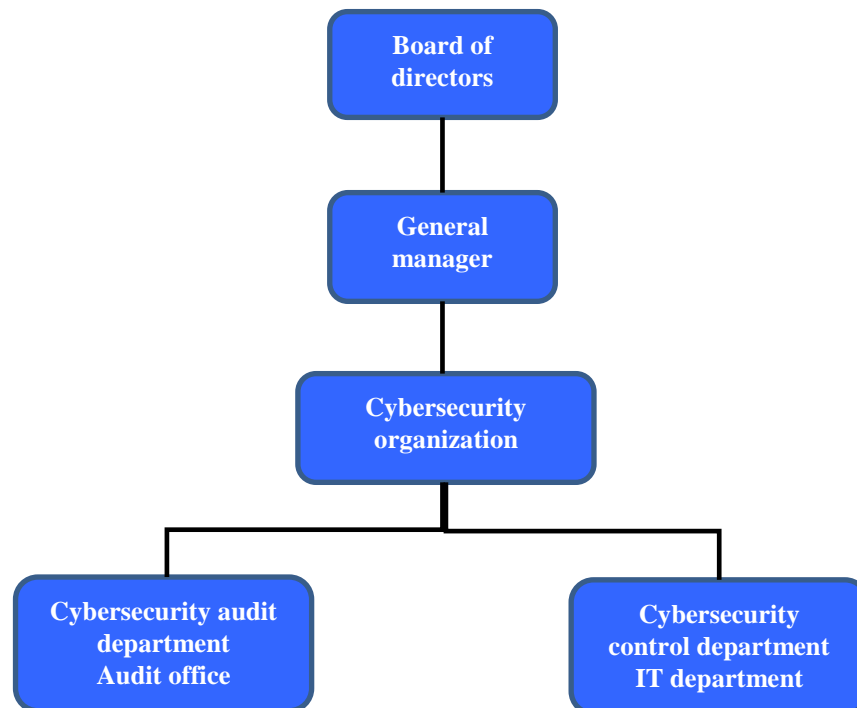 Board of
directors
General
manager
Cybersecurity
organization
Cybersecurity audit
department
Audit office
Cybersecurity
control department
IT department